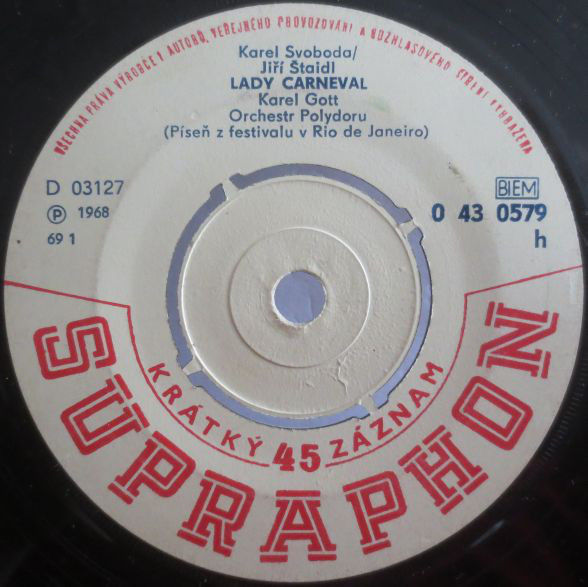 VŠECHNA PRÁVA VÝROBCE I AUTORŮ, VEŘEJNÉHO PROVOZOVÁNÍ A ROZHLASOVÉHO ŠÍŘENÍ VYHRAŽENA
Karel Svoboda/
Jiří Štaidl
LADY CARNEVAL
Karel Gott
Orchestr Polydoru
(Píseň z festivalu v Rio de Janeiro)
D 03127
Ⓟ 1968
69 1
BIEM
0 43 0579
h
KRÁTKÝ 45 ZÁZNAM
SUPRAPHON